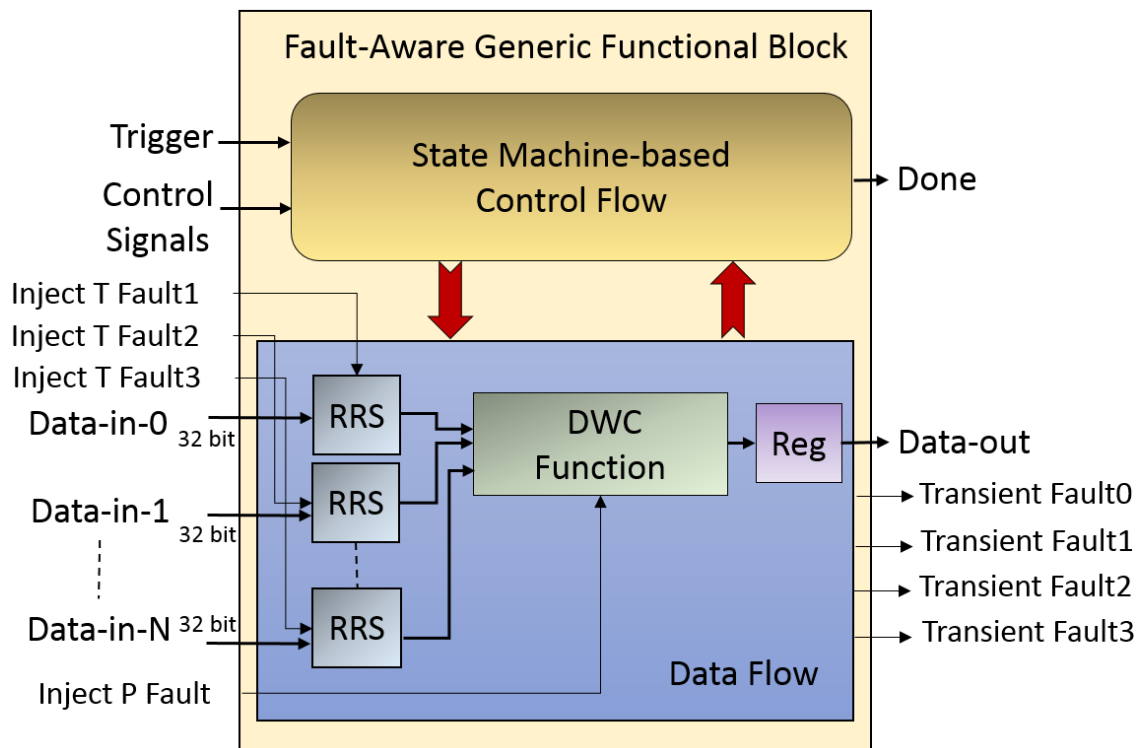 Fault-Aware Generic Functional Block
State Machine-based
Control Flow
Trigger
Control
Signals
Done
Inject T Fault1
Inject T Fault2
Inject T Fault3
Data-in-0
32 bit
RRS
DWC
Function
Reg
Data-out
Data-in-1
32 bit
RRS
Transient Fault0
Transient Fault1
Transient Fault2
Transient Fault3
Data-in-N
32 bit
RRS
Inject P Fault
Data Flow